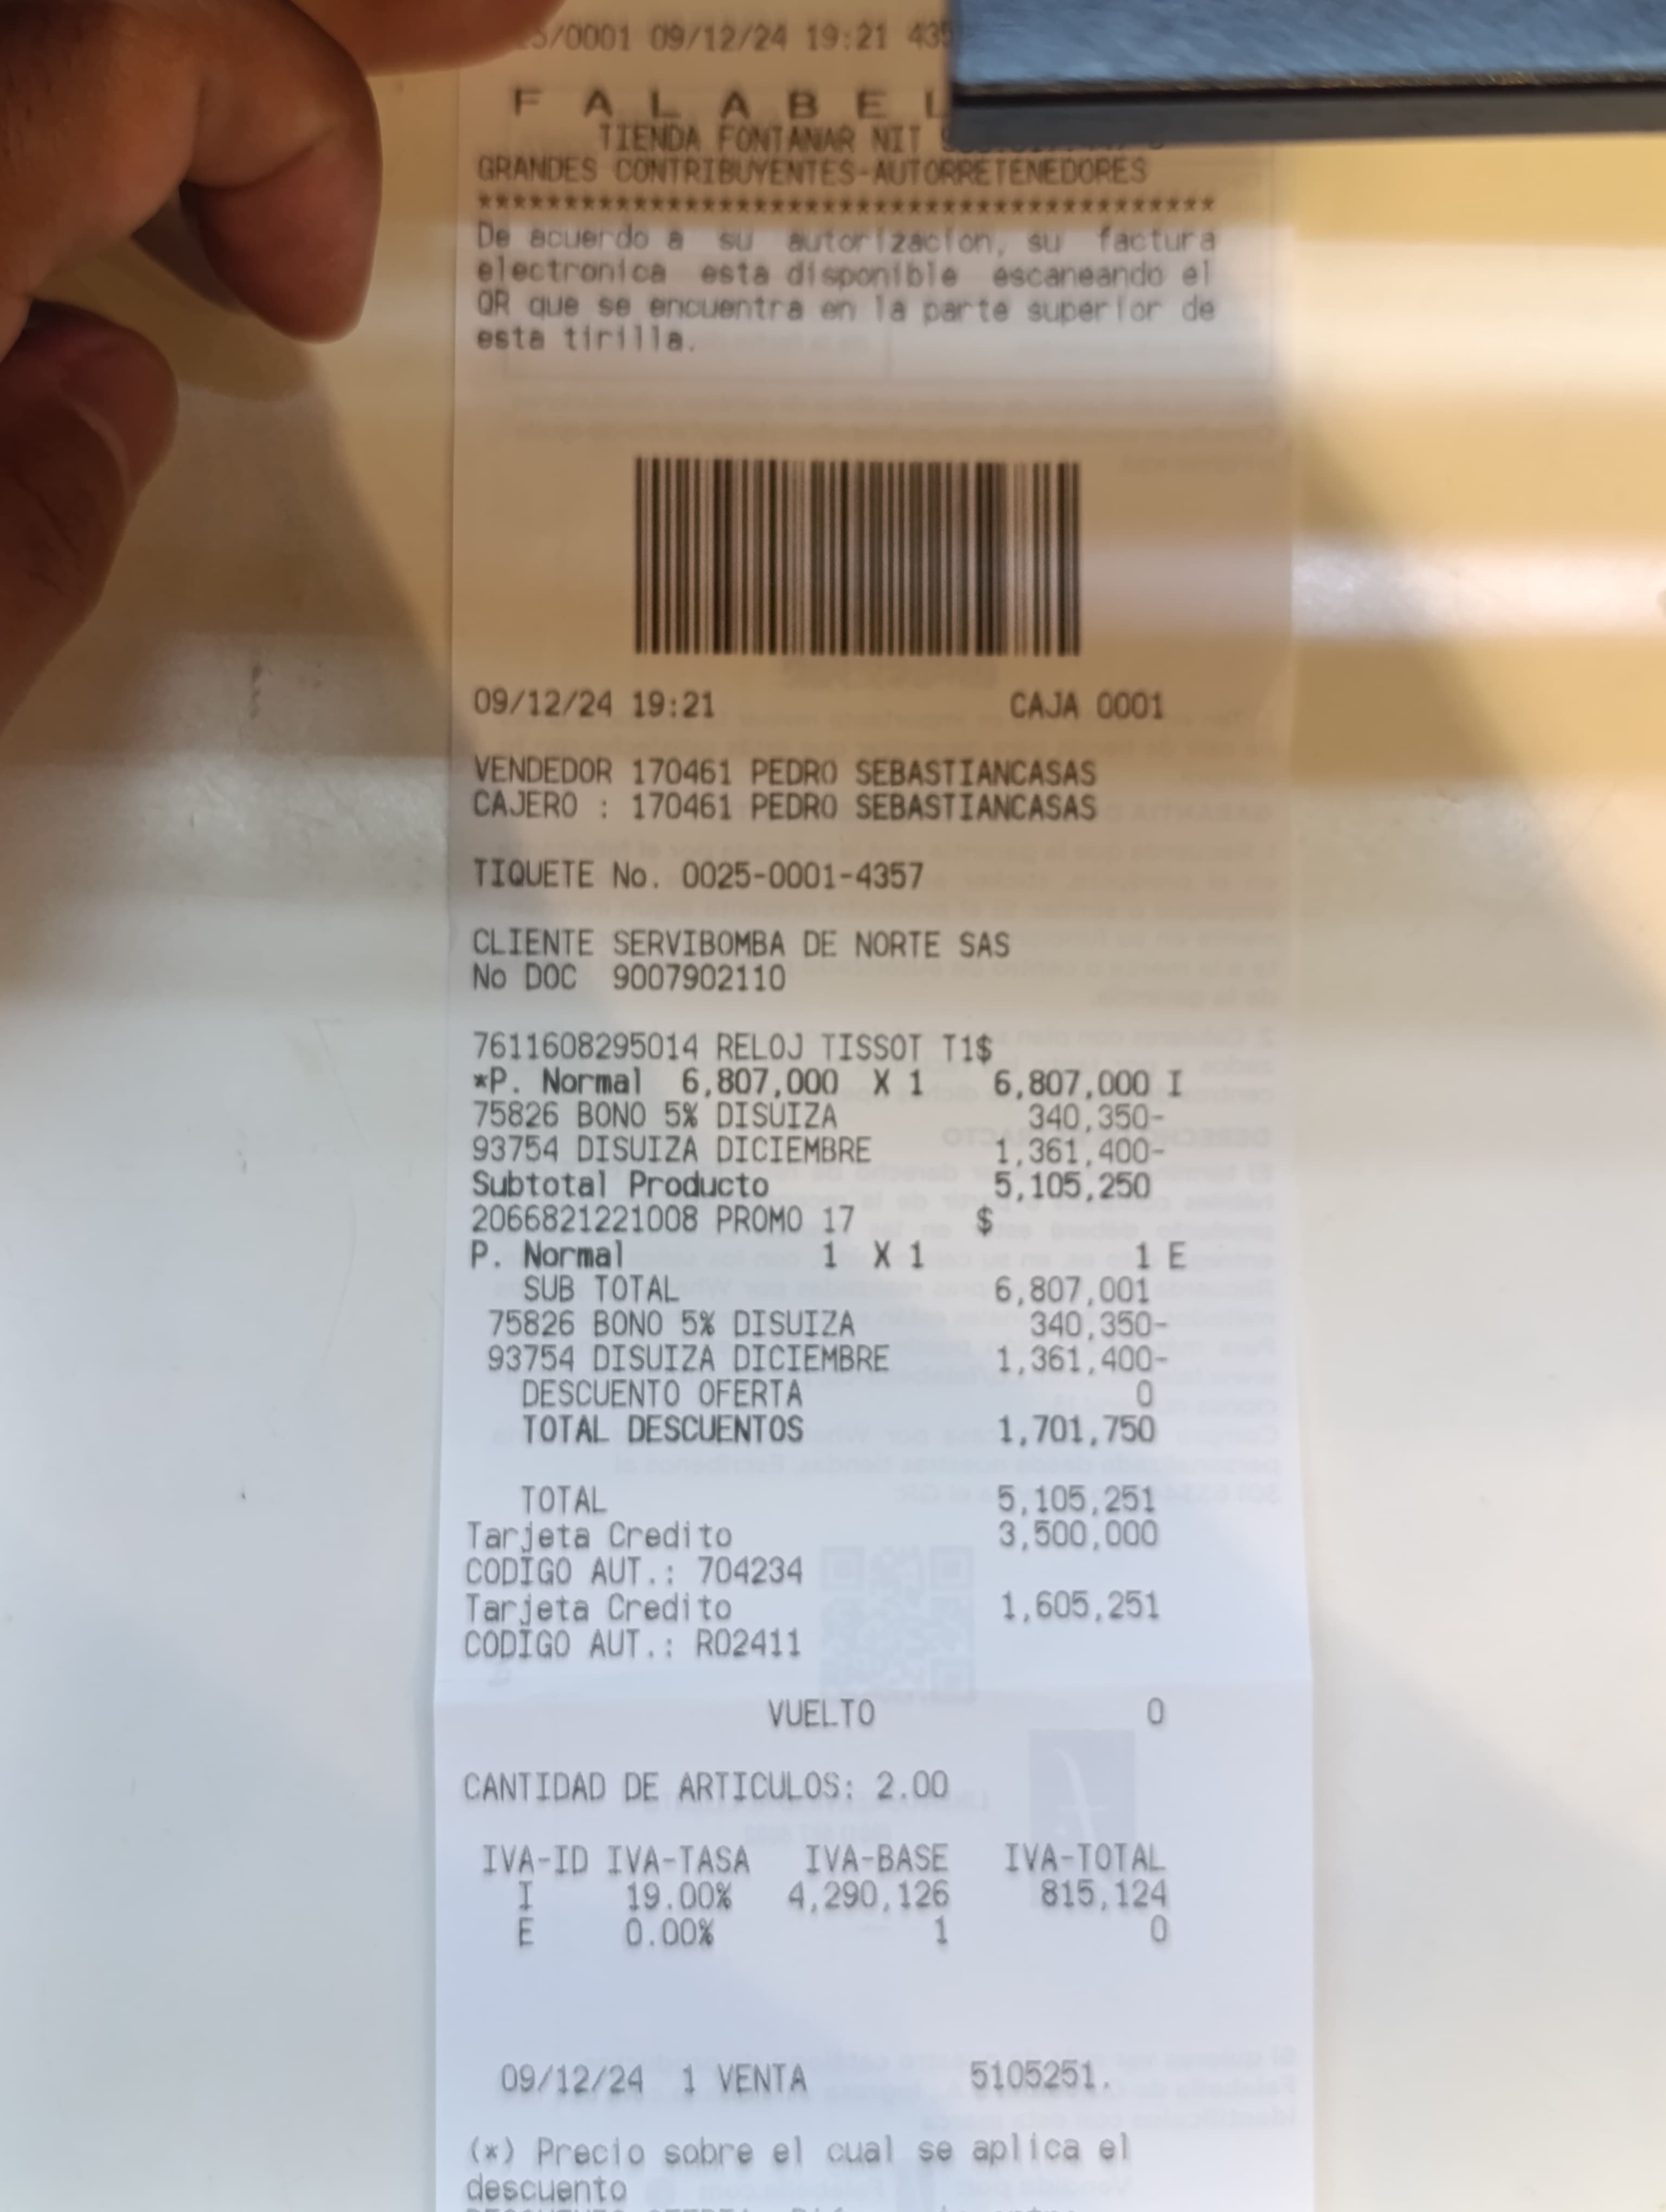 /0001 09/12/24 19:21 435
F A L A B E L
TIENDA FONTANAR NIT
GRANDES CONTRIBUYENTES-AUTORRETENEDORES
*******************************************
De acuerdo a su autorizacion, su factura
electronica esta disponible escaneando el
QR que se encuentra en la parte superior de
esta tirilla.
09/12/24 19:21 CAJA 0001
VENDEDOR 170461 PEDRO SEBASTIANCASAS
CAJERO : 170461 PEDRO SEBASTIANCASAS
TIQUETE No. 0025-0001-4357
CLIENTE SERVIBOMBA DE NORTE SAS
No DOC 9007902110
7611608295014 RELOJ TISSOT T1$
*P. Normal 6,807,000 X 1 6,807,000 I
75826 BONO 5% DISUIZA 340,350-
93754 DISUIZA DICIEMBRE 1,361,400-
Subtotal Producto 5,105,250
2066821221008 PROMO 17 $
P. Normal 1 X 1 1 E
SUB TOTAL 6,807,001
75826 BONO 5% DISUIZA 340,350-
93754 DISUIZA DICIEMBRE 1,361,400-
DESCUENTO OFERTA 0
TOTAL DESCUENTOS 1,701,750
TOTAL 5,105,251
Tarjeta Credito 3,500,000
CODIGO AUT.: 704234
Tarjeta Credito 1,605,251
CODIGO AUT.: R02411
VUELTO 0
CANTIDAD DE ARTICULOS: 2.00
IVA-ID IVA-TASA IVA-BASE IVA-TOTAL
I 19.00% 4,290,126 815,124
E 0.00% 1 0
09/12/24 1 VENTA 5105251.
(*) Precio sobre el cual se aplica el
descuento